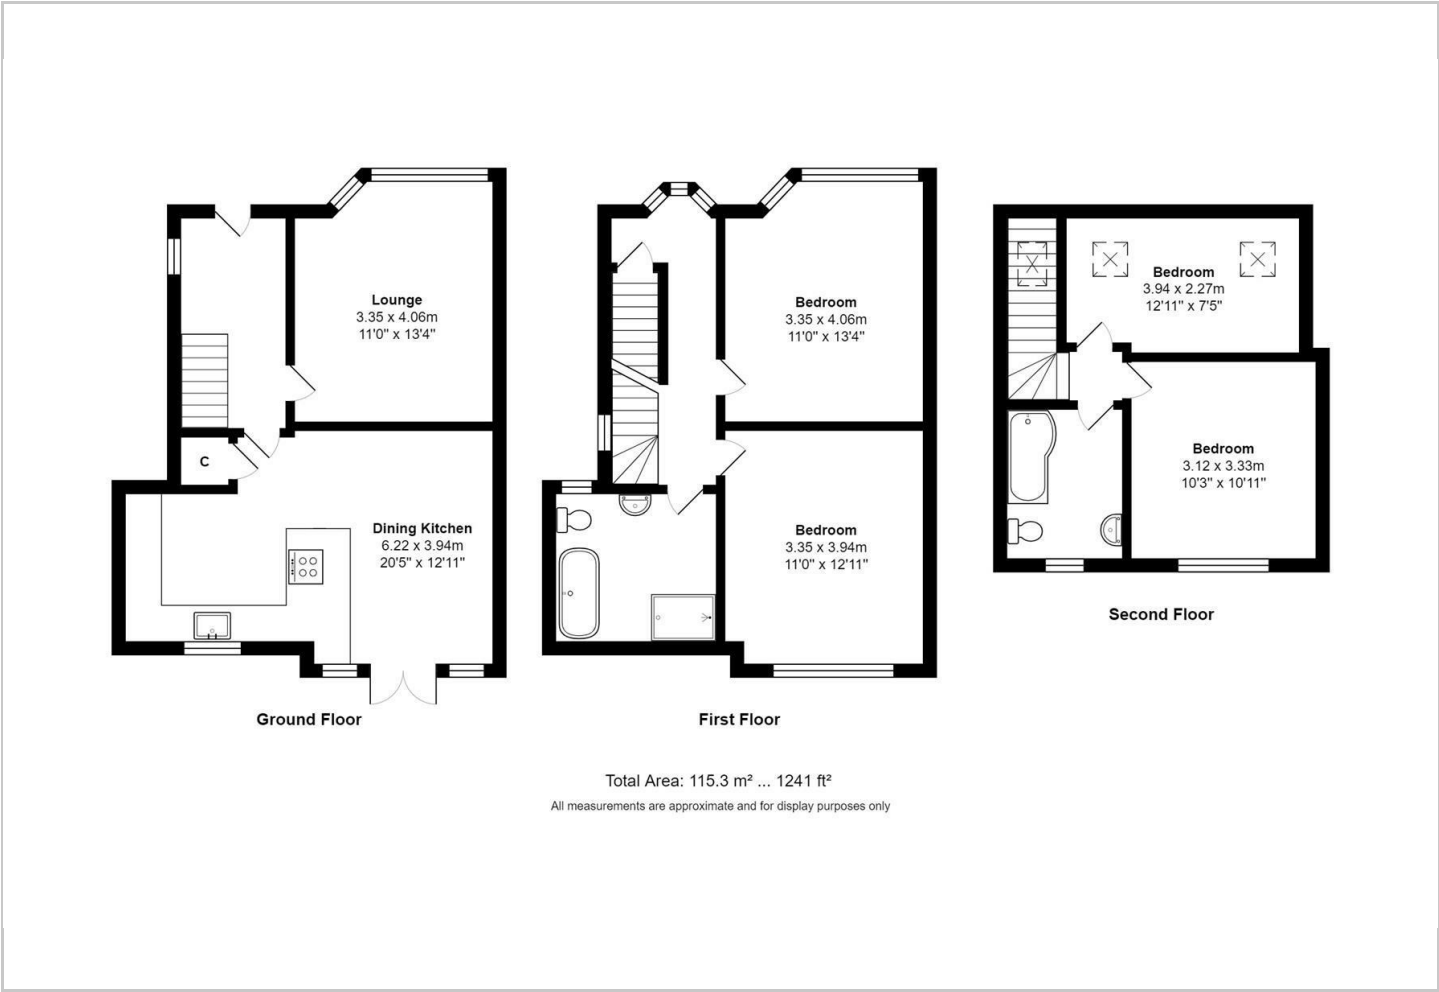 Lounge
3.35 x 4.06m
11'0" x 13'4"
C
Dining Kitchen
6.22 x 3.94m
20'5" x 12'11"
Ground Floor
Bedroom
3.35 x 4.06m
11'0" x 13'4"
Bedroom
3.35 x 3.94m
11'0" x 12'11"
First Floor
Bedroom
3.94 x 2.27m
12'11" x 7'5"
Bedroom
3.12 x 3.33m
10'3" x 10'11"
Second Floor
Total Area: 115.3 m² ... 1241 ft²
All measurements are approximate and for display purposes only